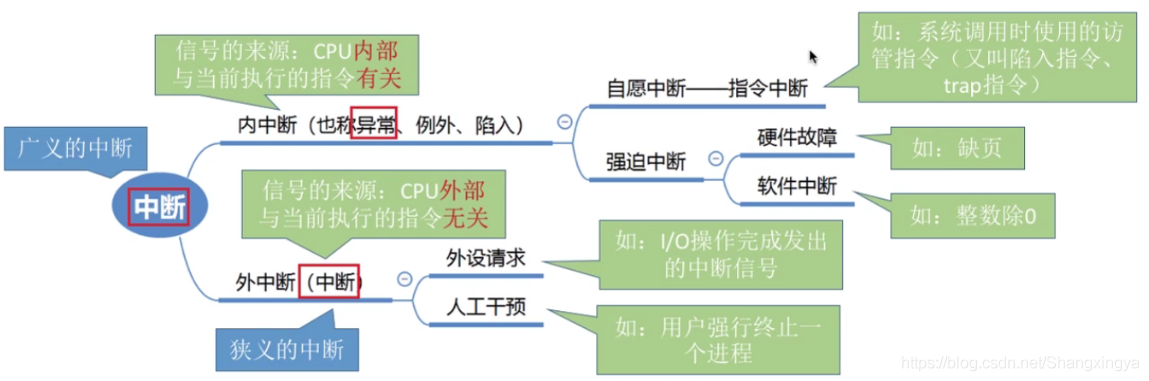 信号的来源：CPU内部
与当前执行的指令有关
如：系统调用时使用的访
管指令（又叫陷入指令、
trap指令）
自愿中断——指令中断
内中断（也称异常、例外、陷入）
广义的中断
硬件故障
如：缺页
强迫中断
信号的来源：CPU外部
与当前执行的指令无关
软件中断
中断
如：整数除0
如：I/O操作完成发出
的中断信号
外设请求
外中断（中断）
人工干预
如：用户强行终止一
个进程
狭义的中断
https://blog.csdn.net/Shangxingya